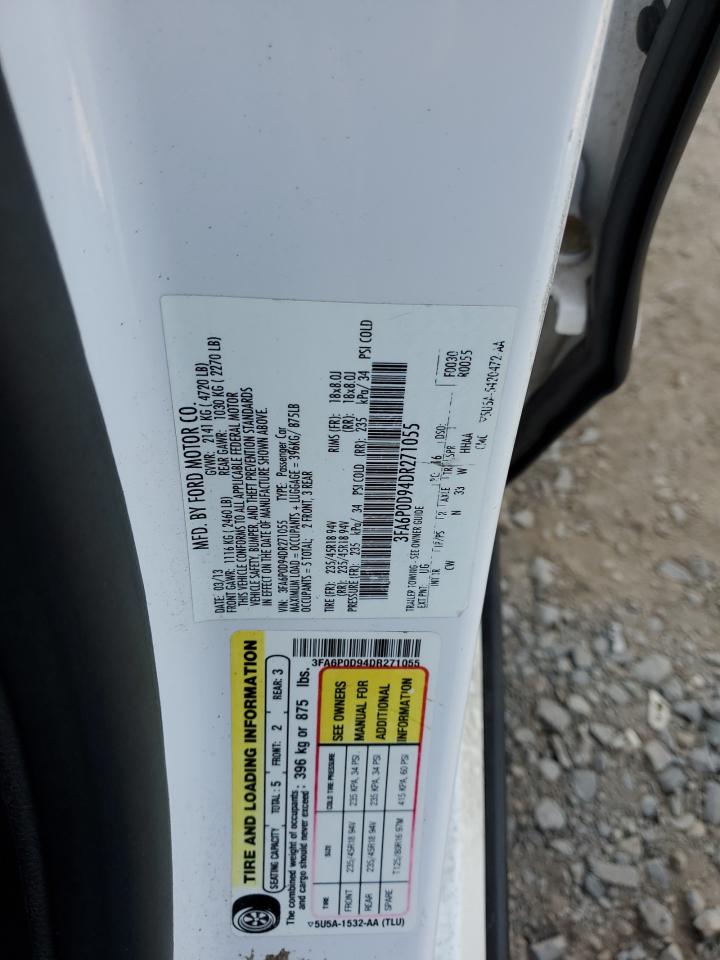 MFD. BY FORD MOTOR CO.
03/13 GVWR: 2141 KG ( 4720 LB)
FRONT GAWR: 1116 KG ( 2460 LB) REAR GAWR: 1030 KG ( 2270 LB)
THIS VEHICLE CONFORMS TO ALL APPLICABLE FEDERAL MOTOR
VEHICLE SAFETY, BUMPER, AND THEFT PREVENTION STANDARDS
IN EFFECT ON THE DATE OF MANUFACTURE SHOWN ABOVE.
VIN: 3FA6P0D94DR271055 TYPE: Passenger Car
MAXIMUM LOAD = OCCUPANTS + LUGGAGE = 396KG/ 875LB
OCCUPANTS = 5 TOTAL; 2 FRONT, 3 REAR
TIRE (FR): 235/45R18 94V RIMS (FR): 18x8.0J
(RR): 235/45R18 94V (RR): 18x8.0J
PRESSURE (FR): 235 kPa/ 34 PSI COLD (RR): 235 kPa/ 34 PSI COLD
3FA6P0D94DR271055
TRAILER TOWING - SEE OWNER GUIDE
EXT PNT: UG F0030
R0055
INT TR TP/PS AXLE TR SPR
CW N 33 W HHAA
5U5A-5420472-AA
TIRE AND LOADING INFORMATION
SEATING CAPACITY TOTAL: 5 FRONT: 2 REAR: 3
The combined weight of occupants and cargo should never exceed: 396 kg or 875 lbs.
3FA6P0D94DR271055
TIRE SIZE COLD TIRE PRESSURE
FRONT 235/45R18 94V 235 KPA, 34 PSI
REAR 235/45R18 94V 235 KPA, 34 PSI
SPARE T125/80R16 97M 415 KPA, 60 PSI
SEE OWNERS
MANUAL FOR
ADDITIONAL
INFORMATION
5U5A-1532-AA (TLU)